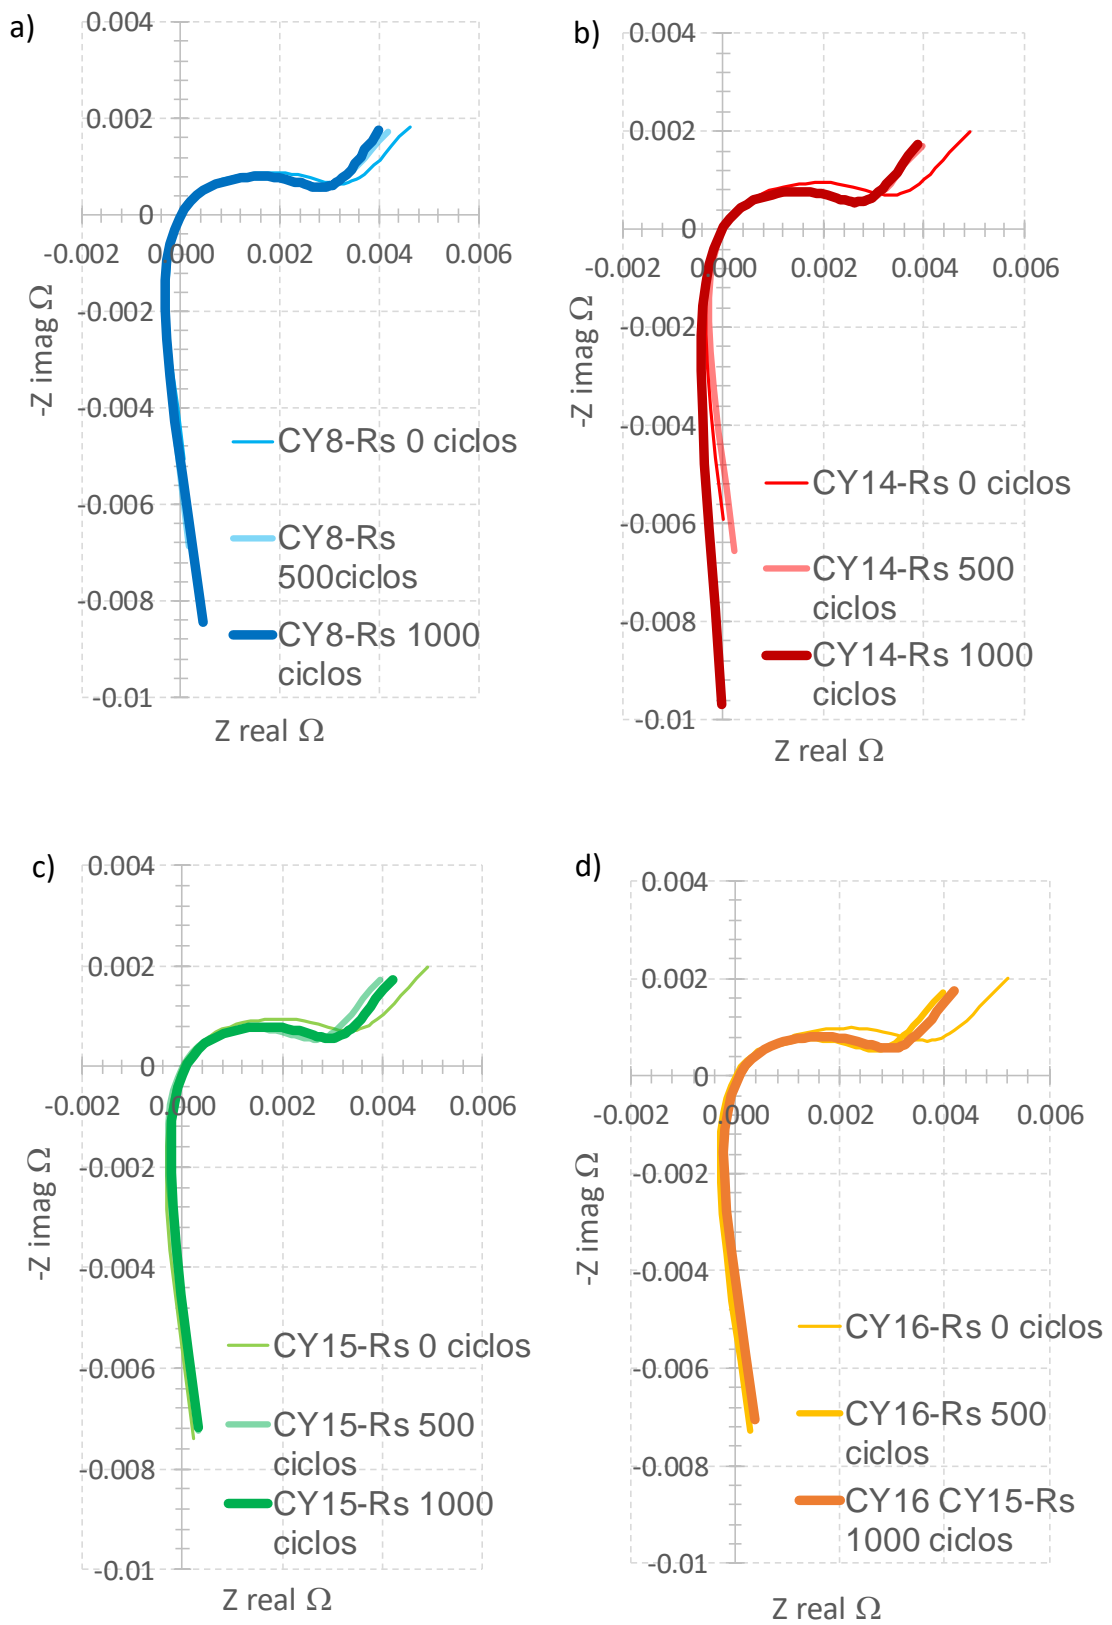 a)
0.004
0.002
0
-0.002 0.000 0.002 0.004 0.006
-0.002
-0.004
-0.006
-0.008
-0.01
-Z imag Ω
CY8-Rs 0 ciclos
CY8-Rs
500ciclos
CY8-Rs 1000
ciclos
Z real Ω
b)
0.004
0.002
0
-0.002 0.000 0.002 0.004 0.006
-0.002
-0.004
-0.006
-0.008
-0.01
-Z imag Ω
CY14-Rs 0 ciclos
CY14-Rs 500
ciclos
CY14-Rs 1000
ciclos
Z real Ω
c)
0.004
0.002
0
-0.002 0.000 0.002 0.004 0.006
-0.002
-0.004
-0.006
-0.008
-0.01
-Z imag Ω
CY15-Rs 0 ciclos
CY15-Rs 500
ciclos
CY15-Rs 1000
ciclos
Z real Ω
d)
0.004
0.002
0
-0.002 0.000 0.002 0.004 0.006
-0.002
-0.004
-0.006
-0.008
-0.01
-Z imag Ω
CY16-Rs 0 ciclos
CY16-Rs 500
ciclos
CY16 CY15-Rs
1000 ciclos
Z real Ω